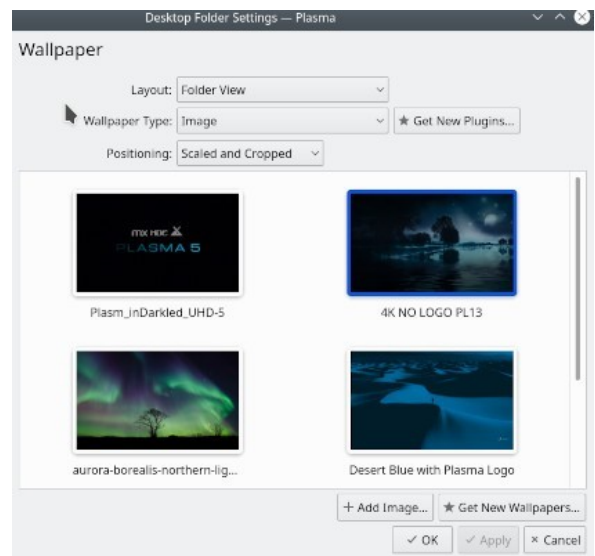 Desktop Folder Settings — Plasma
Wallpaper
Layout: Folder View
Wallpaper Type: Image ★ Get New Plugins...
Positioning: Scaled and Cropped
PLASMA 5
Plasm_inDarkled_UHD-5 4K NO LOGO PL13
aurora-borealis-northern-lig... Desert Blue with Plasma Logo
+ Add Image... ★ Get New Wallpapers...
✓ OK ✓ Apply × Cancel